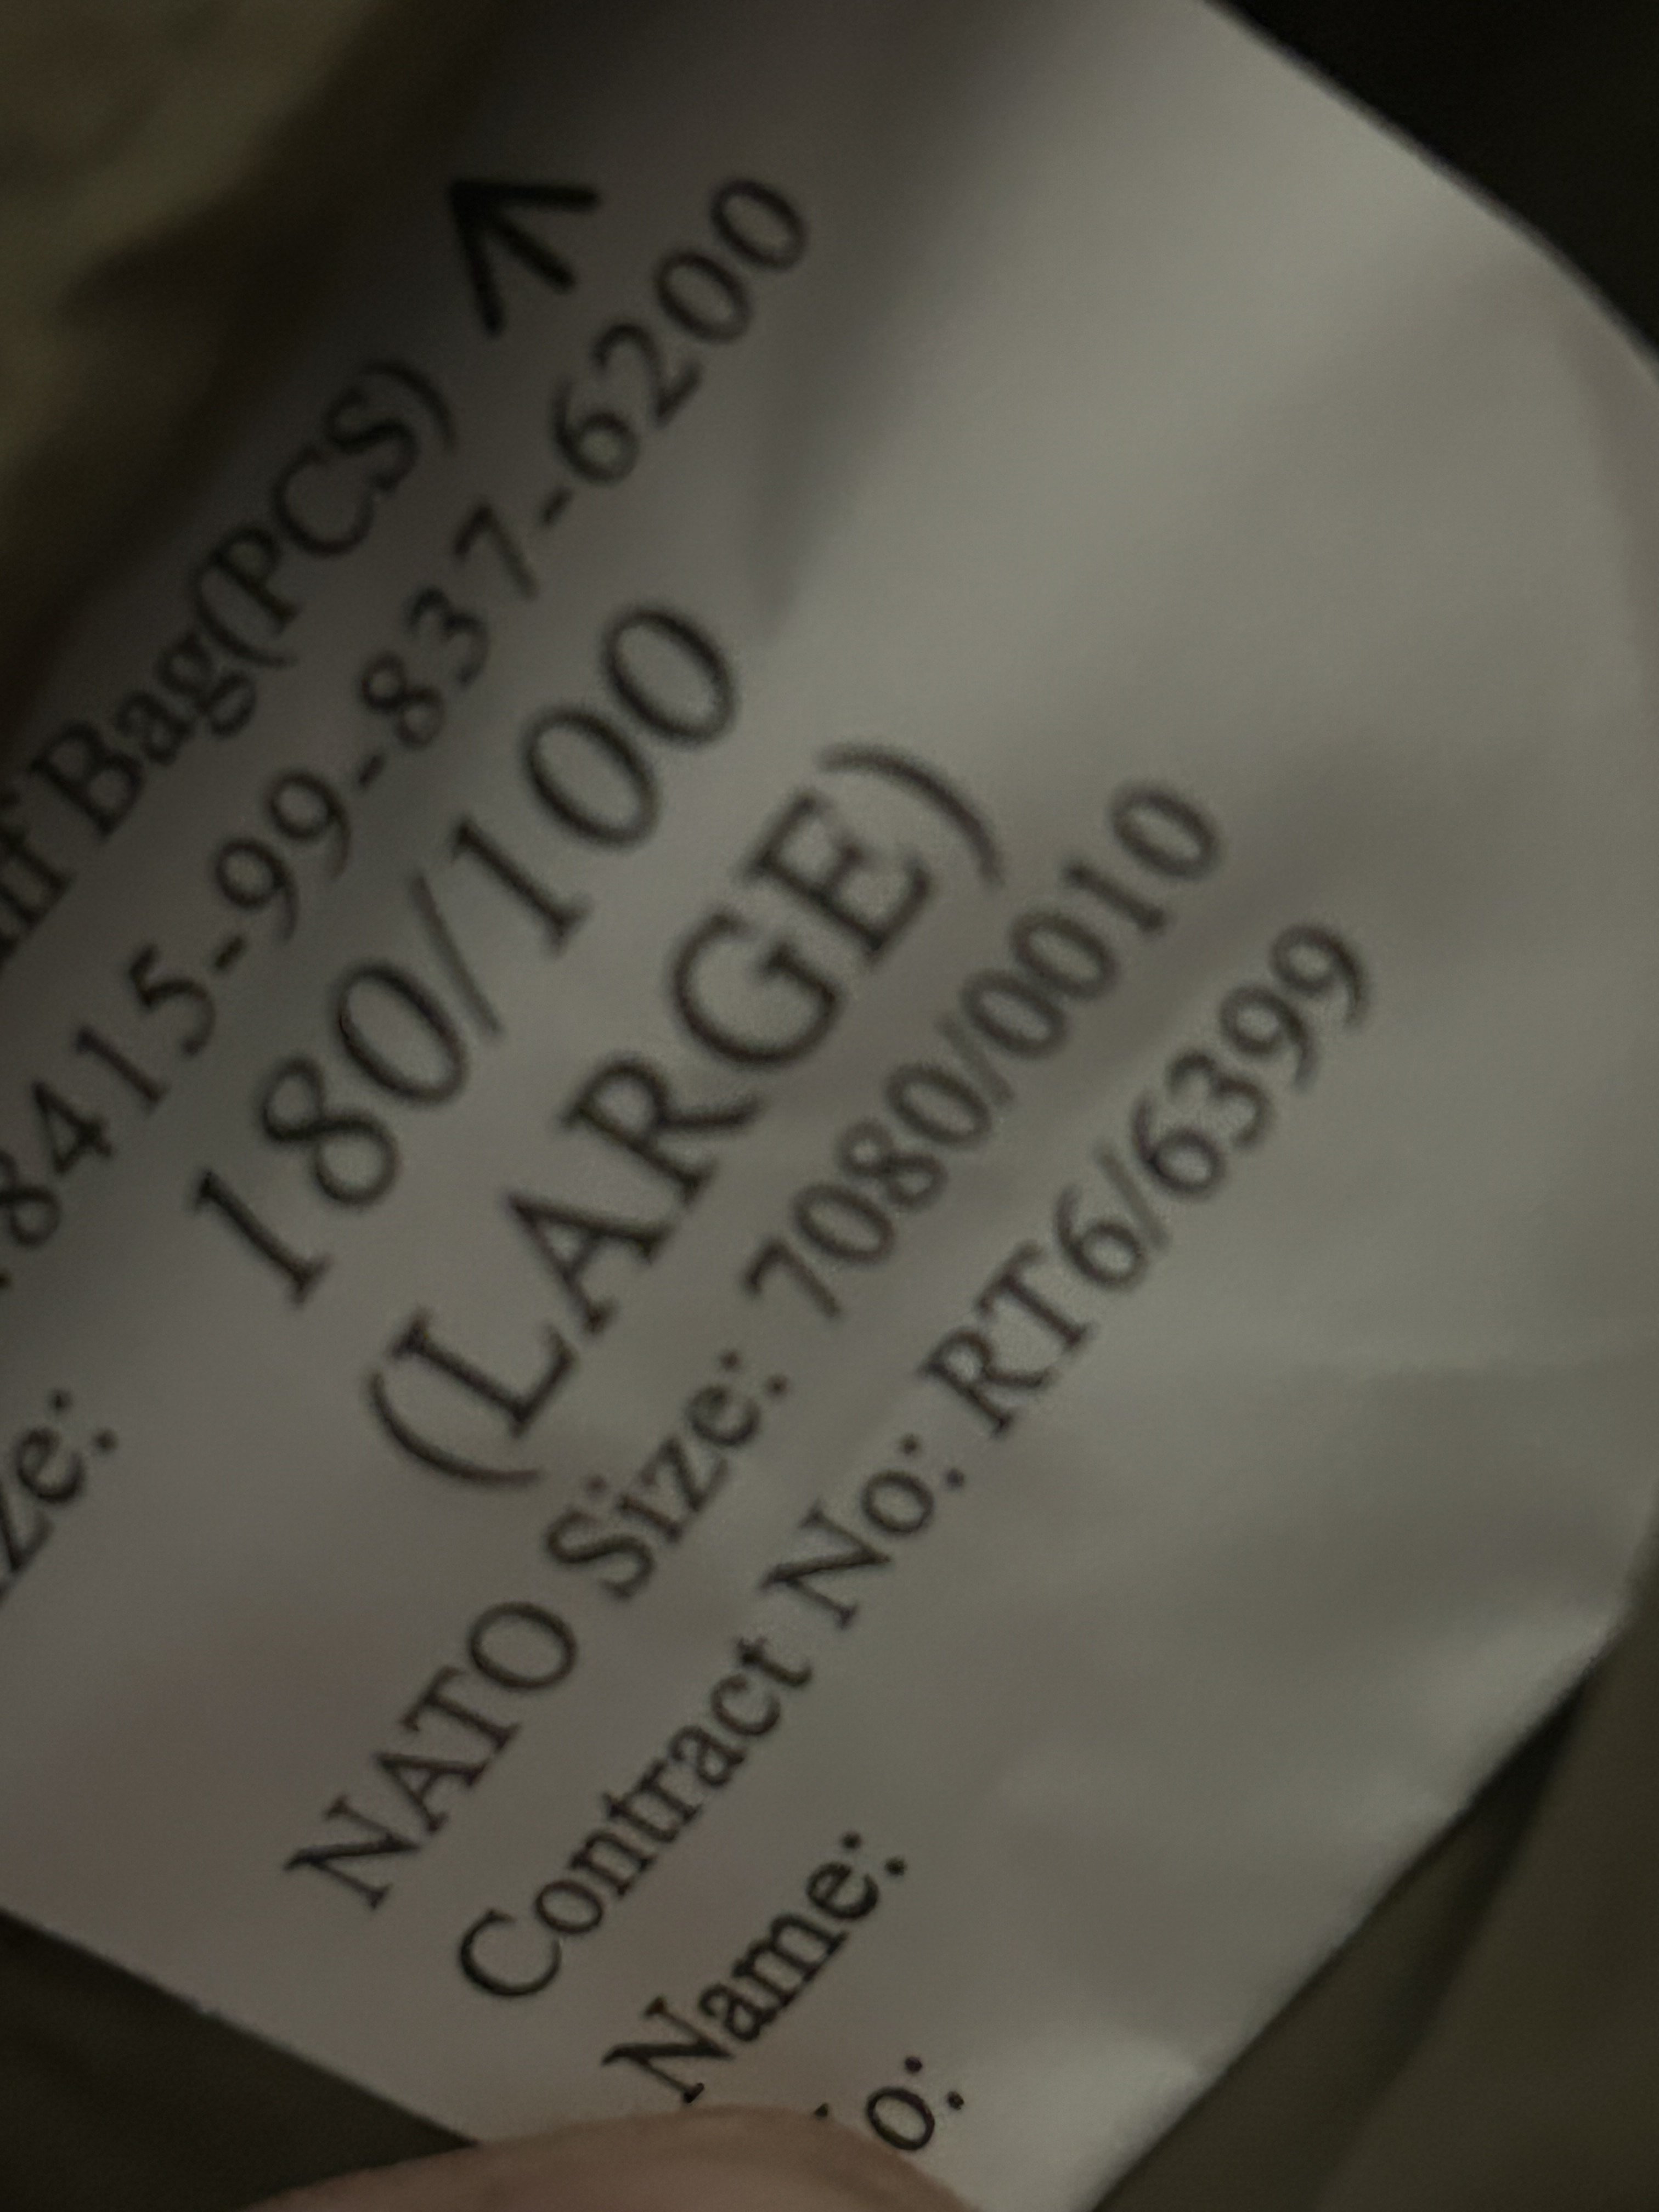 Bag(PCS)
8415-99-837-6200
180/100
(LARGE)
NATO Size: 7080/0010
Contract No: RT6/6399
Name: